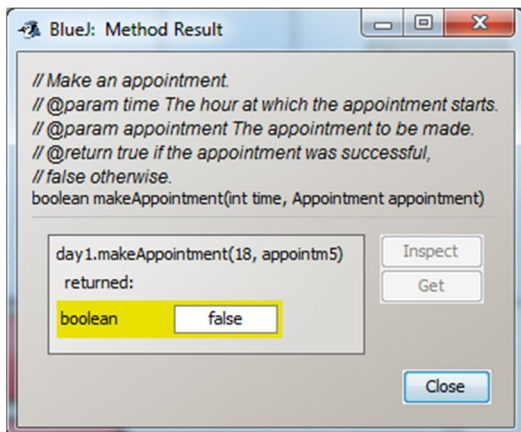 BlueJ: Method Result
// Make an appointment.
// @param time The hour at which the appointment starts.
// @param appointment The appointment to be made.
// @return true if the appointment was successful,
// false otherwise.
boolean makeAppointment(int time, Appointment appointment)
day1.makeAppointment(18, appointm5)
returned:
boolean false
Inspect
Get
Close